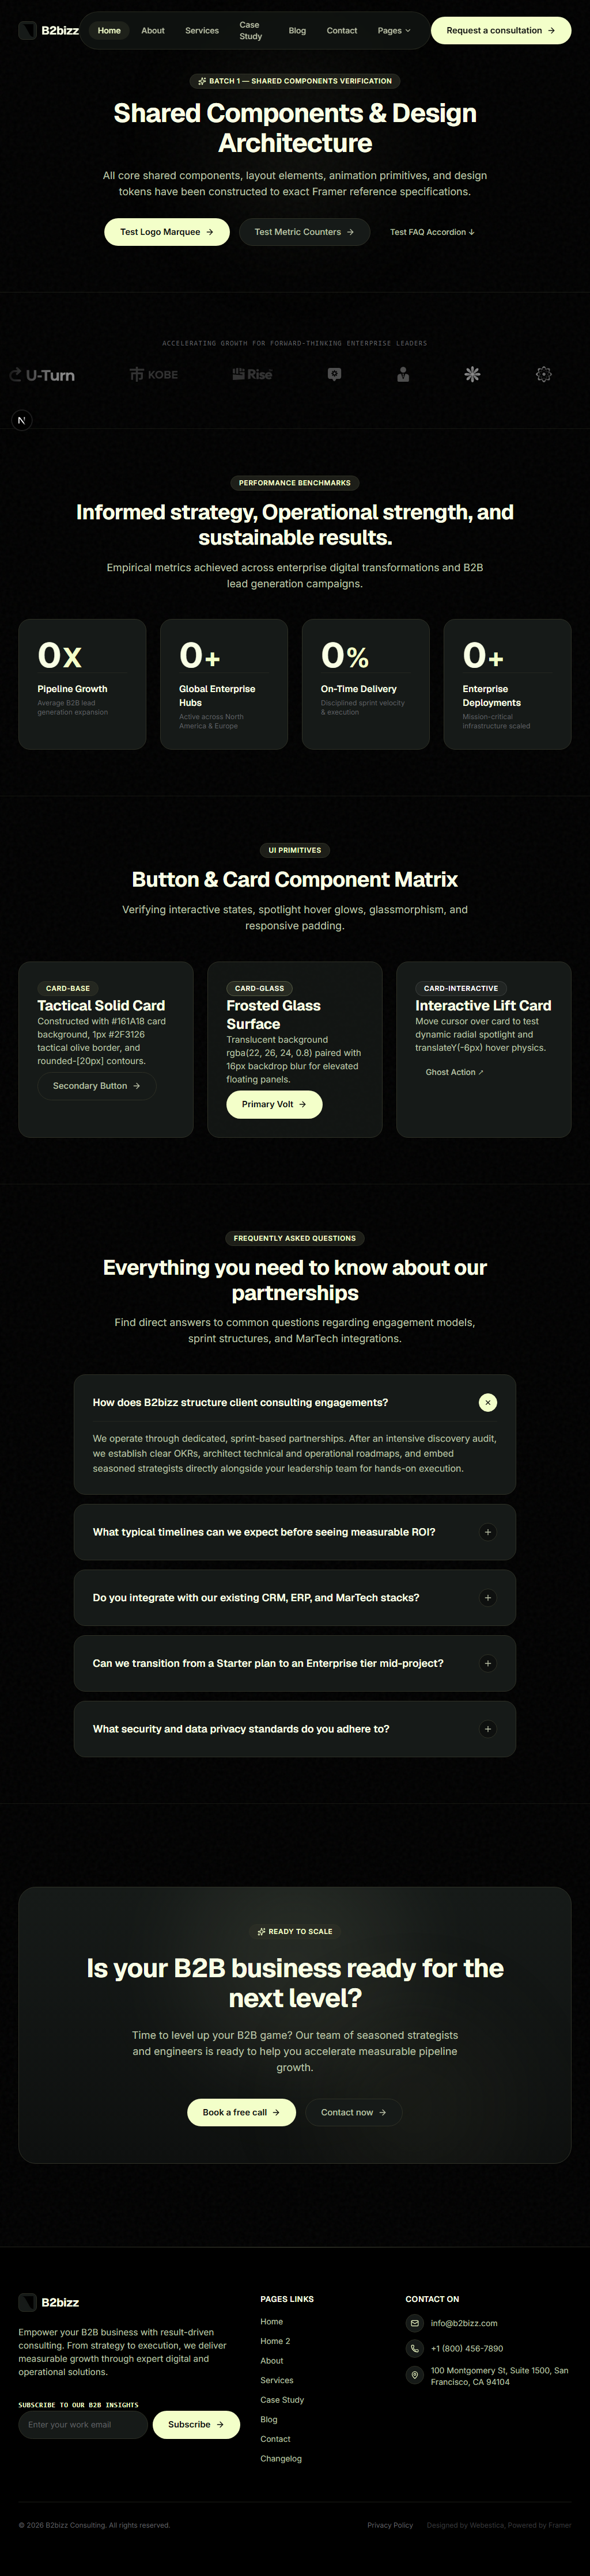 B2bizz
Home
About
Services
Case
Study
Blog
Contact
Pages
Request a consultation →
BATCH 1 — SHARED COMPONENTS VERIFICATION
Shared Components & Design
Architecture
All core shared components, layout elements, animation primitives, and design
tokens have been constructed to exact Framer reference specifications.
Test Logo Marquee →
Test Metric Counters →
Test FAQ Accordion ↓
ACCELERATING GROWTH FOR FORWARD-THINKING ENTERPRISE LEADERS
U-Turn
KOBE
Rise
N
PERFORMANCE BENCHMARKS
Informed strategy, Operational strength, and
sustainable results.
Empirical metrics achieved across enterprise digital transformations and B2B
lead generation campaigns.
0X
Pipeline Growth
Average B2B lead
generation expansion
0+
Global Enterprise
Hubs
Active across North
America & Europe
0%
On-Time Delivery
Disciplined sprint velocity
& execution
0+
Enterprise
Deployments
Mission-critical
infrastructure scaled
UI PRIMITIVES
Button & Card Component Matrix
Verifying interactive states, spotlight hover glows, glassmorphism, and
responsive padding.
CARD-BASE
Tactical Solid Card
Constructed with #161A18 card
background, 1px #2F3126
tactical olive border, and
rounded-[20px] contours.
Secondary Button →
CARD-GLASS
Frosted Glass
Surface
Translucent background
rgba(22, 26, 24, 0.8) paired with
16px backdrop blur for elevated
floating panels.
Primary Volt →
CARD-INTERACTIVE
Interactive Lift Card
Move cursor over card to test
dynamic radial spotlight and
translateY(-6px) hover physics.
Ghost Action ↗
FREQUENTLY ASKED QUESTIONS
Everything you need to know about our
partnerships
Find direct answers to common questions regarding engagement models,
sprint structures, and MarTech integrations.
How does B2bizz structure client consulting engagements?
We operate through dedicated, sprint-based partnerships. After an intensive discovery audit,
we establish clear OKRs, architect technical and operational roadmaps, and embed
seasoned strategists directly alongside your leadership team for hands-on execution.
What typical timelines can we expect before seeing measurable ROI?
Do you integrate with our existing CRM, ERP, and MarTech stacks?
Can we transition from a Starter plan to an Enterprise tier mid-project?
What security and data privacy standards do you adhere to?
READY TO SCALE
Is your B2B business ready for the
next level?
Time to level up your B2B game? Our team of seasoned strategists
and engineers is ready to help you accelerate measurable pipeline
growth.
Book a free call →
Contact now →
B2bizz
Empower your B2B business with result-driven
consulting. From strategy to execution, we deliver
measurable growth through expert digital and
operational solutions.
SUBSCRIBE TO OUR B2B INSIGHTS
Enter your work email
Subscribe →
PAGES LINKS
Home
Home 2
About
Services
Case Study
Blog
Contact
Changelog
CONTACT ON
info@b2bizz.com
+1 (800) 456-7890
100 Montgomery St, Suite 1500, San
Francisco, CA 94104
© 2026 B2bizz Consulting. All rights reserved.
Privacy Policy
Designed by Webestica, Powered by Framer